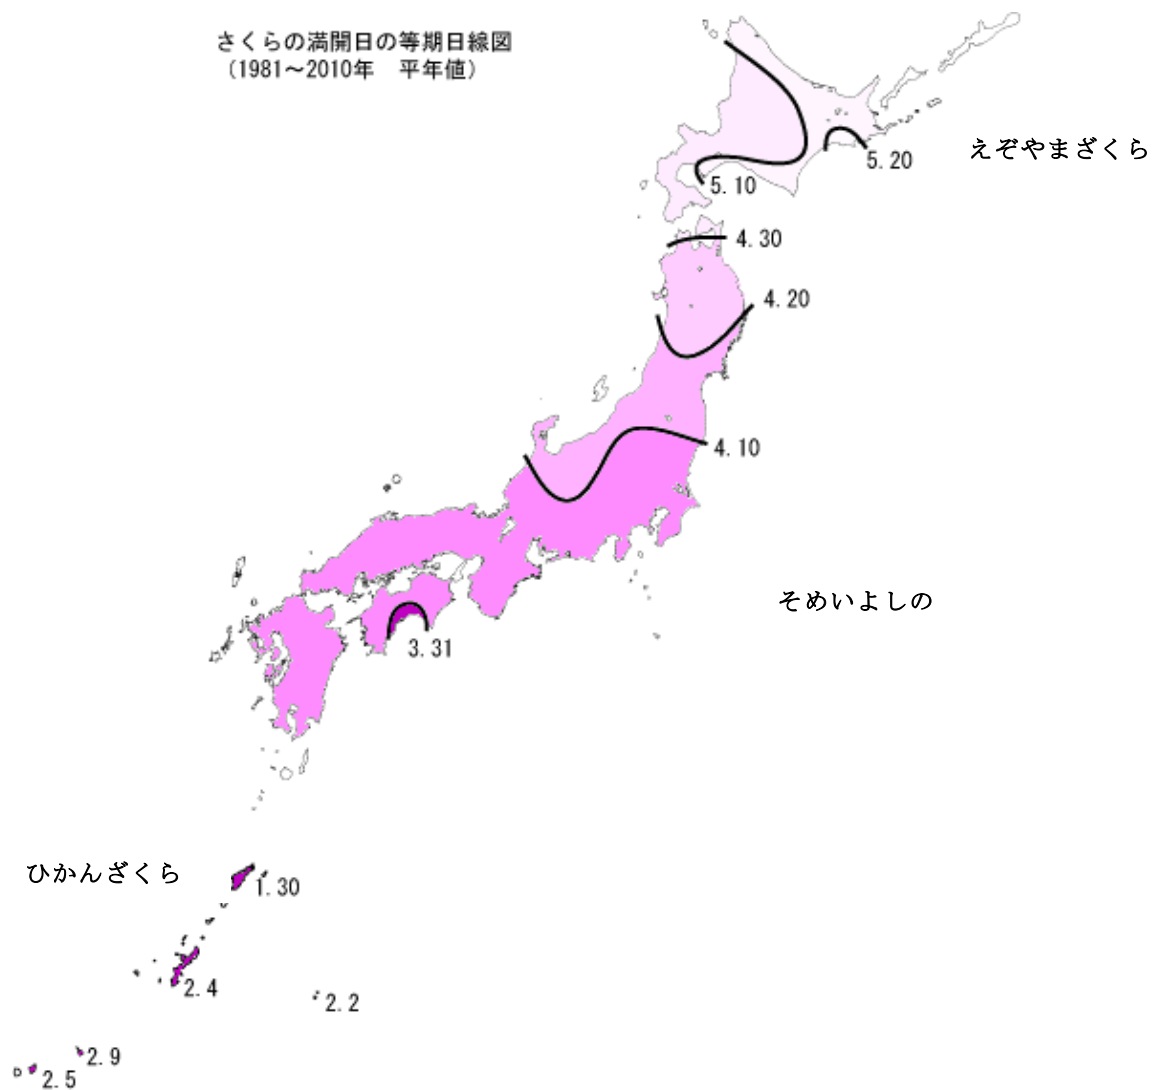 さくらの満開日の等期日線図
（1981～2010年　平年値）
えぞやまざくら
5.20
5.10
4.30
4.20
4.10
そめいよしの
3.31
ひかんざくら
1.30
2.4
2.2
2.9
2.5